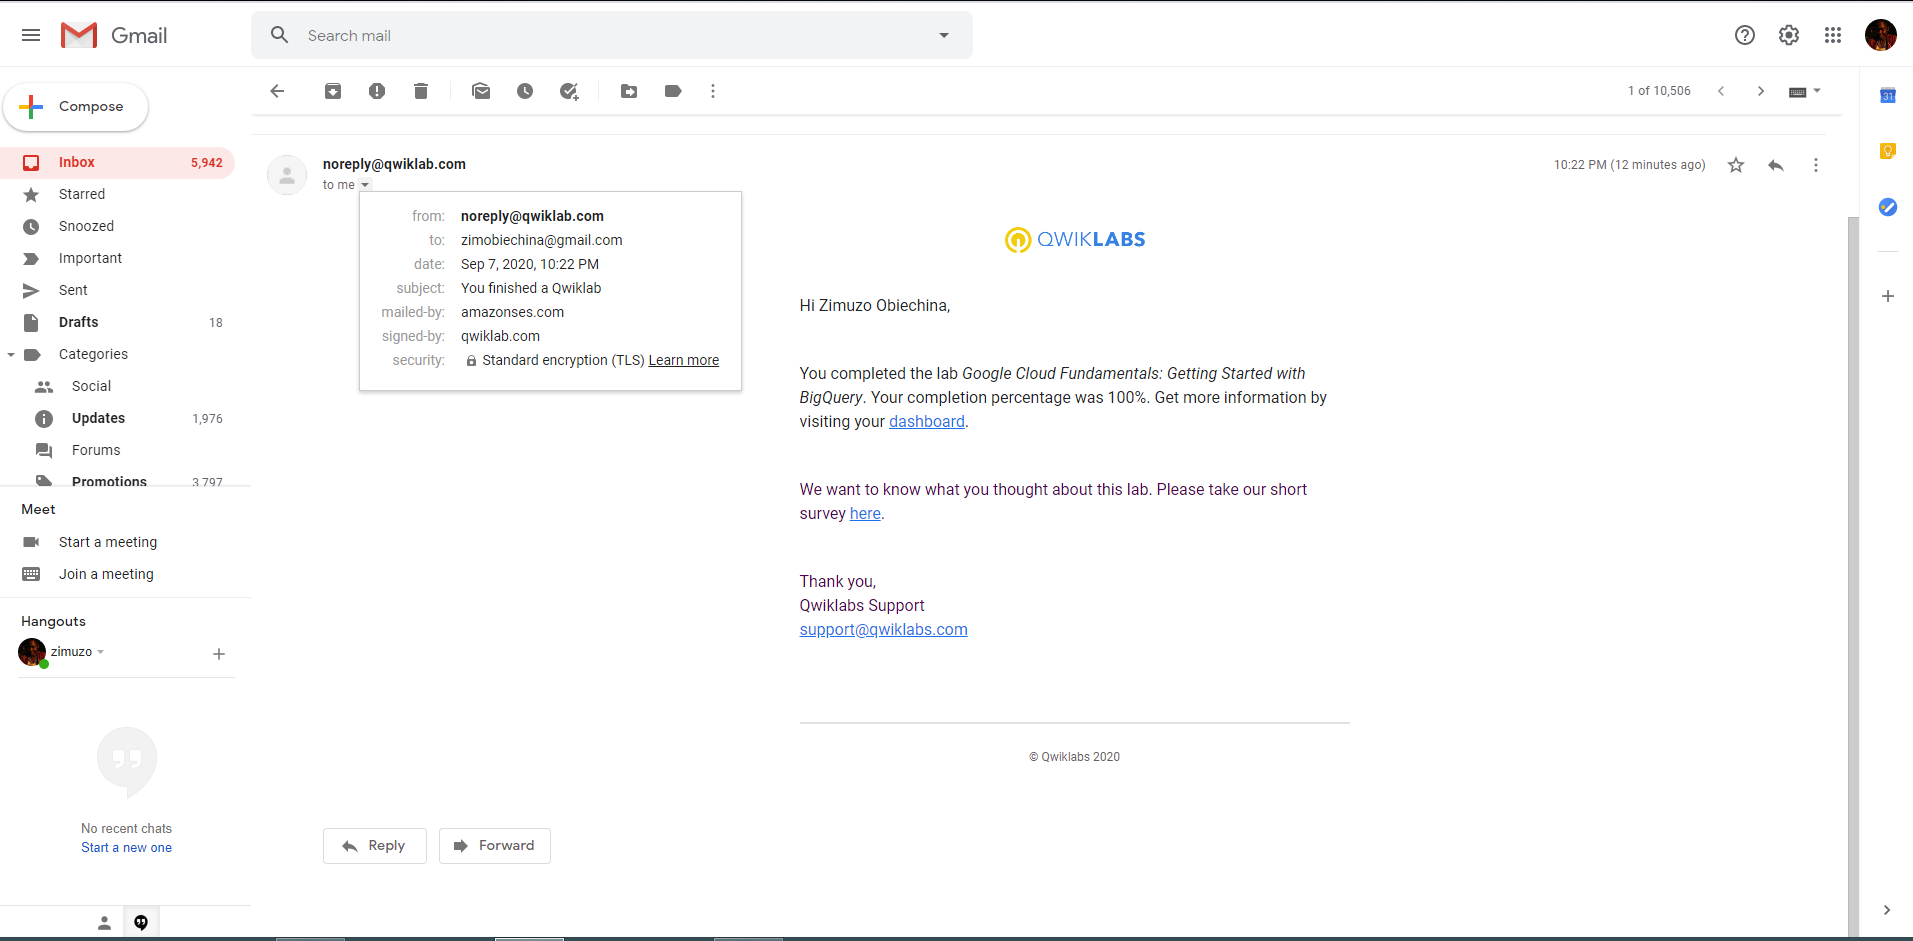 Gmail
Search mail
Compose
1 of 10,506
Inbox 5,942
Starred
Snoozed
Important
Sent
Drafts 18
Categories
Social
Updates 1,976
Forums
Promotions 3,797
Meet
Start a meeting
Join a meeting
Hangouts
zimuzo
No recent chats
Start a new one
noreply@qwiklab.com
10:22 PM (12 minutes ago)
to me
from: noreply@qwiklab.com
to: zimobiechina@gmail.com
date: Sep 7, 2020, 10:22 PM
subject: You finished a Qwiklab
mailed-by: amazonses.com
signed-by: qwiklab.com
security: Standard encryption (TLS) Learn more
QWIKLABS
Hi Zimuzo Obiechina,
You completed the lab Google Cloud Fundamentals: Getting Started with
BigQuery. Your completion percentage was 100%. Get more information by
visiting your dashboard.
We want to know what you thought about this lab. Please take our short
survey here.
Thank you,
Qwiklabs Support
support@qwiklabs.com
© Qwiklabs 2020
Reply
Forward
31